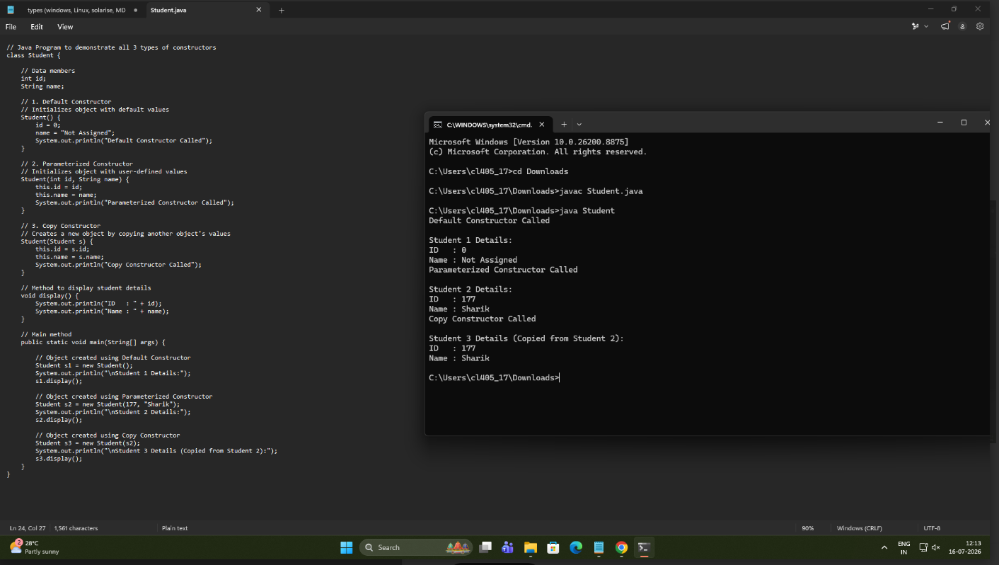 types (windows, Linux, solarise, MD
Student.java
File Edit View
// Java Program to demonstrate all 3 types of constructors
class Student {
// Data members
int id;
String name;
// 1. Default Constructor
// Initializes object with default values
Student() {
id = 0;
name = "Not Assigned";
System.out.println("Default Constructor Called");
}
// 2. Parameterized Constructor
// Initializes object with user-defined values
Student(int id, String name) {
this.id = id;
this.name = name;
System.out.println("Parameterized Constructor Called");
}
// 3. Copy Constructor
// Creates a new object by copying another object's values
Student(Student s) {
this.id = s.id;
this.name = s.name;
System.out.println("Copy Constructor Called");
}
// Method to display student details
void display() {
System.out.println("ID   : " + id);
System.out.println("Name : " + name);
}
// Main method
public static void main(String[] args) {
// Object created using Default Constructor
Student s1 = new Student();
System.out.println("\nStudent 1 Details:");
s1.display();
// Object created using Parameterized Constructor
Student s2 = new Student(177, "Sharik");
System.out.println("\nStudent 2 Details:");
s2.display();
// Object created using Copy Constructor
Student s3 = new Student(s2);
System.out.println("\nStudent 3 Details (Copied from Student 2):");
s3.display();
}
}
C:\WINDOWS\system32\cmd.
Microsoft Windows [Version 10.0.26200.8875]
(c) Microsoft Corporation. All rights reserved.
C:\Users\cl405_17>cd Downloads
C:\Users\cl405_17\Downloads>javac Student.java
C:\Users\cl405_17\Downloads>java Student
Default Constructor Called
Student 1 Details:
ID   : 0
Name : Not Assigned
Parameterized Constructor Called
Student 2 Details:
ID   : 177
Name : Sharik
Copy Constructor Called
Student 3 Details (Copied from Student 2):
ID   : 177
Name : Sharik
C:\Users\cl405_17\Downloads>
Ln 24, Col 27 1,561 characters Plain text 90% Windows (CRLF) UTF-8
2
28°C
Partly sunny
Search
ENG
IN
12:13
16-07-2026